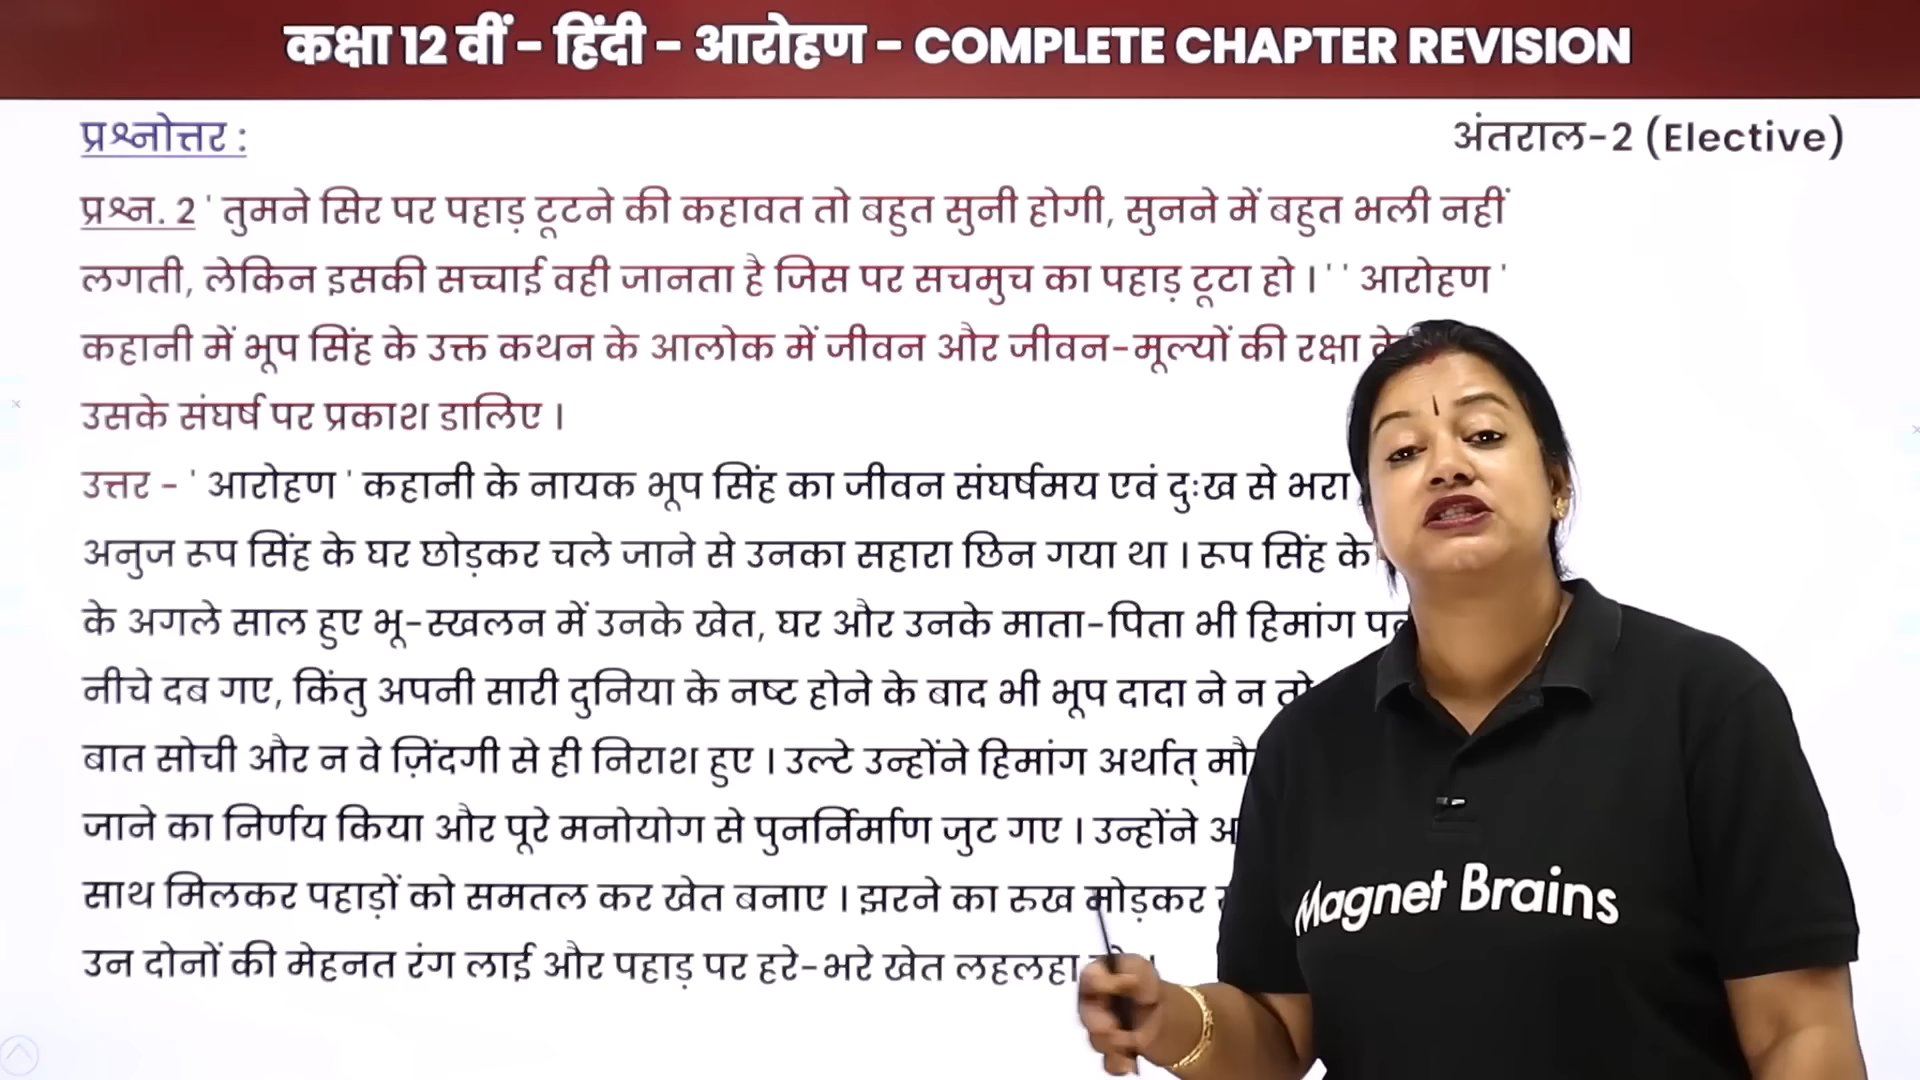 कक्षा 12 वीं - हिंदी - आरोहण - COMPLETE CHAPTER REVISION
प्रश्नोत्तर :
अंतराल-2 (Elective)
प्रश्न. 2 ' तुमने सिर पर पहाड़ टूटने की कहावत तो बहुत सुनी होगी, सुनने में बहुत भली नहीं
लगती, लेकिन इसकी सच्चाई वही जानता है जिस पर सचमुच का पहाड़ टूटा हो । ' ' आरोहण '
कहानी में भूप सिंह के उक्त कथन के आलोक में जीवन और जीवन-मूल्यों की रक्षा के
उसके संघर्ष पर प्रकाश डालिए ।
उत्तर - ' आरोहण ' कहानी के नायक भूप सिंह का जीवन संघर्षमय एवं दुःख से भरा
अनुज रूप सिंह के घर छोड़कर चले जाने से उनका सहारा छिन गया था । रूप सिंह के
के अगले साल हुए भू-स्खलन में उनके खेत, घर और उनके माता-पिता भी हिमांग
नीचे दब गए, किंतु अपनी सारी दुनिया के नष्ट होने के बाद भी भूप दादा ने न तो
बात सोची और न वे ज़िंदगी से ही निराश हुए । उल्टे उन्होंने हिमांग अर्थात्
जाने का निर्णय किया और पूरे मनोयोग से पुनर्निर्माण जुट गए । उन्होंने
साथ मिलकर पहाड़ों को समतल कर खेत बनाए । झरने का रुख मोड़कर
उन दोनों की मेहनत रंग लाई और पहाड़ पर हरे-भरे खेत लहलहा
Magnet Brains